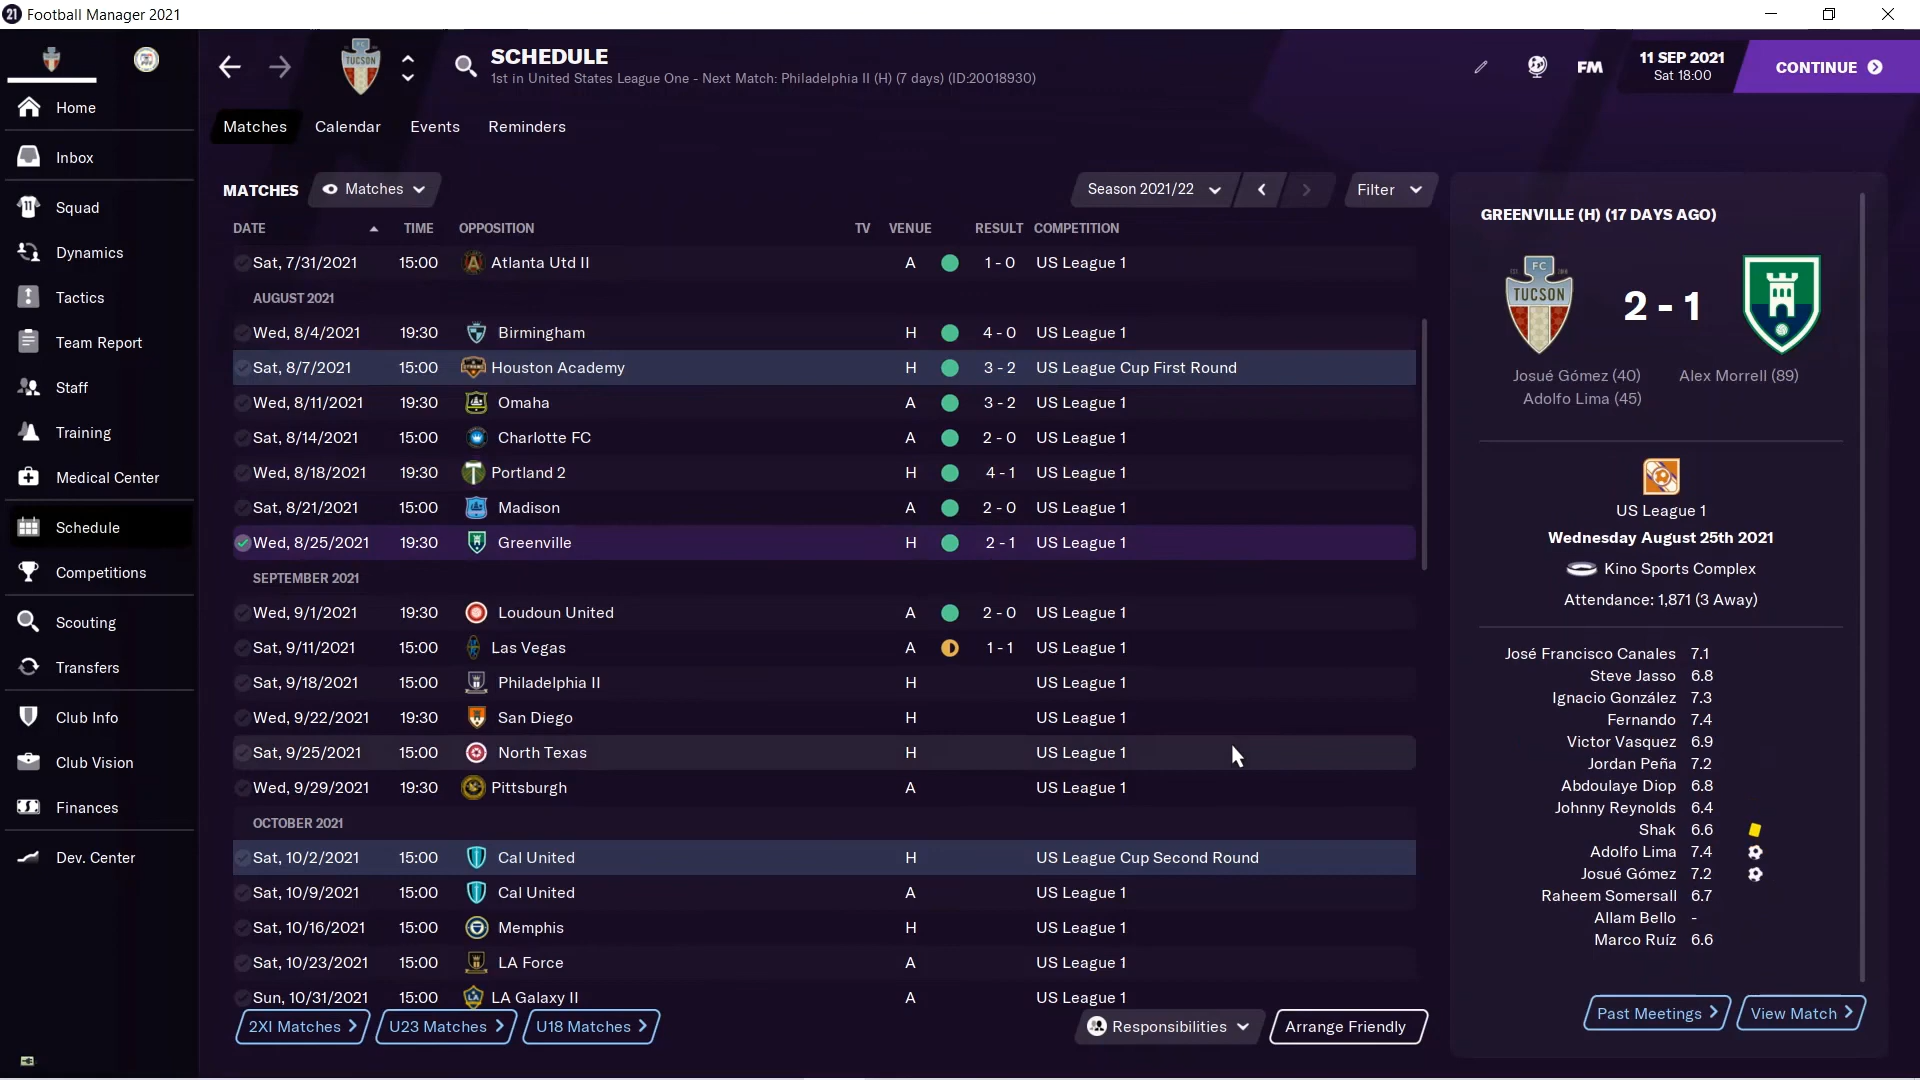 21 Football Manager 2021
SCHEDULE
1st in United States League One - Next Match: Philadelphia II (H) (7 days) (ID:20018930)
FC
TUCSON
FM
11 SEP 2021
Sat 18:00
CONTINUE
Home
Inbox
Squad
Dynamics
Tactics
Team Report
Staff
Training
Medical Center
Schedule
Competitions
Scouting
Transfers
Club Info
Club Vision
Finances
Dev. Center
Matches Calendar Events Reminders
MATCHES Matches Season 2021/22 Filter
DATE TIME OPPOSITION TV VENUE RESULT COMPETITION
Sat, 7/31/2021 15:00 Atlanta Utd II A 1 - 0 US League 1
AUGUST 2021
Wed, 8/4/2021 19:30 Birmingham H 4 - 0 US League 1
Sat, 8/7/2021 15:00 Houston Academy H 3 - 2 US League Cup First Round
Wed, 8/11/2021 19:30 Omaha A 3 - 2 US League 1
Sat, 8/14/2021 15:00 Charlotte FC A 2 - 0 US League 1
Wed, 8/18/2021 19:30 Portland 2 H 4 - 1 US League 1
Sat, 8/21/2021 15:00 Madison A 2 - 0 US League 1
Wed, 8/25/2021 19:30 Greenville H 2 - 1 US League 1
SEPTEMBER 2021
Wed, 9/1/2021 19:30 Loudoun United A 2 - 0 US League 1
Sat, 9/11/2021 15:00 Las Vegas A 1 - 1 US League 1
Sat, 9/18/2021 15:00 Philadelphia II H US League 1
Wed, 9/22/2021 19:30 San Diego H US League 1
Sat, 9/25/2021 15:00 North Texas H US League 1
Wed, 9/29/2021 19:30 Pittsburgh A US League 1
OCTOBER 2021
Sat, 10/2/2021 15:00 Cal United H US League Cup Second Round
Sat, 10/9/2021 15:00 Cal United A US League 1
Sat, 10/16/2021 15:00 Memphis H US League 1
Sat, 10/23/2021 15:00 LA Force A US League 1
Sun, 10/31/2021 15:00 LA Galaxy II A US League 1
2XI Matches U23 Matches U18 Matches Responsibilities Arrange Friendly
GREENVILLE (H) (17 DAYS AGO)
FC
TUCSON
2 - 1
Josué Gómez (40) Alex Morrell (89)
Adolfo Lima (45)
US League 1
Wednesday August 25th 2021
Kino Sports Complex
Attendance: 1,871 (3 Away)
José Francisco Canales 7.1
Steve Jasso 6.8
Ignacio González 7.3
Fernando 7.4
Victor Vasquez 6.9
Jordan Peña 7.2
Abdoulaye Diop 6.8
Johnny Reynolds 6.4
Shak 6.6
Adolfo Lima 7.4
Josué Gómez 7.2
Raheem Somersall 6.7
Allam Bello -
Marco Ruíz 6.6
Past Meetings View Match